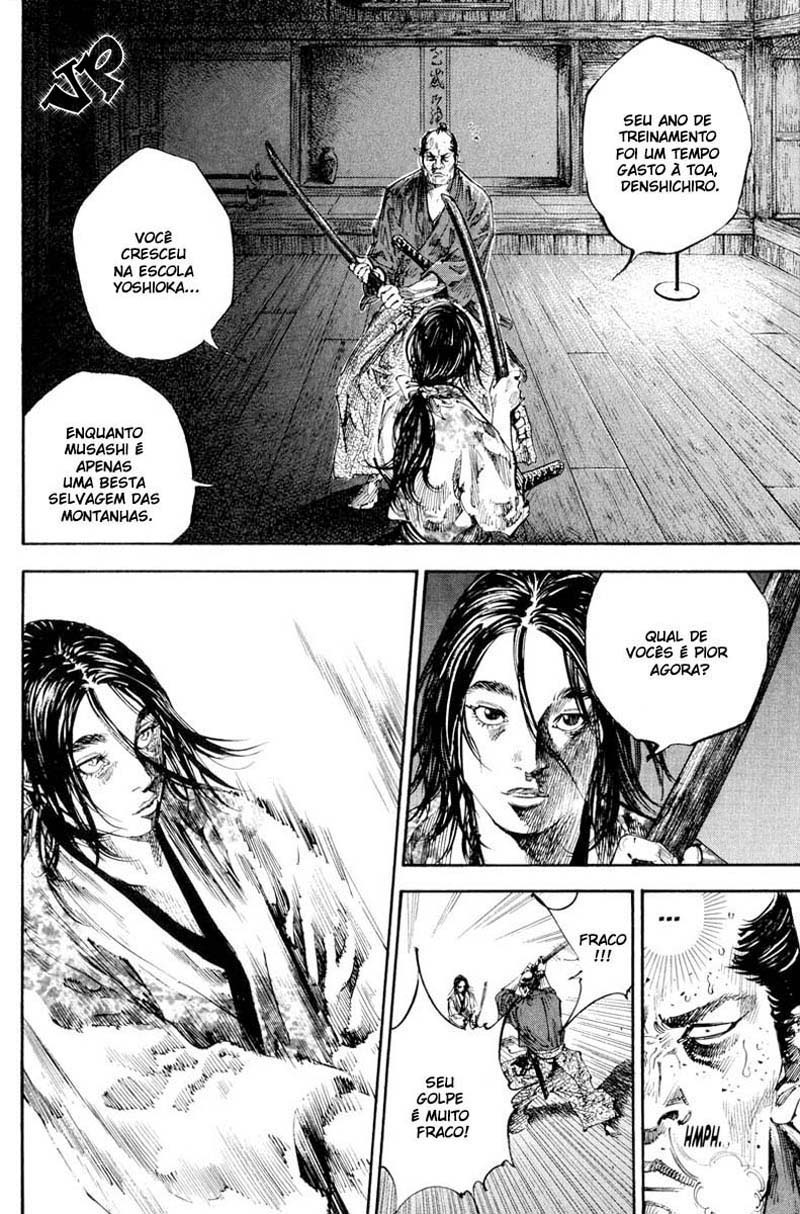 VP
SEU ANO DE
TREINAMENTO
FOI UM TEMPO
GASTO À TOA,
DENSHICHIRO.
VOCÊ
CRESCEU
NA ESCOLA
YOSHIOKA...
ENQUANTO
MUSASHI É
APENAS
UMA BESTA
SELVAGEM DAS
MONTANHAS.
QUAL DE
VOCÊS É PIOR
AGORA?
...
HMPH.
FRACO
!!!
SEU
GOLPE
É MUITO
FRACO!